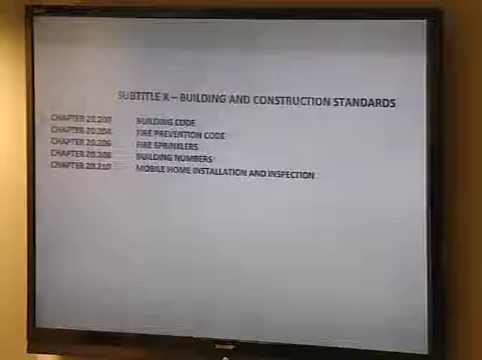 SUBTITLE X – BUILDING AND CONSTRUCTION STANDARDS
CHAPTER 20.200 BUILDING CODE
CHAPTER 20.204 FIRE PREVENTION CODE
CHAPTER 20.206 FIRE SPRINKLERS
CHAPTER 20.208 BUILDING NUMBERS
CHAPTER 20.210 MOBILE HOME INSTALLATION AND INSPECTION